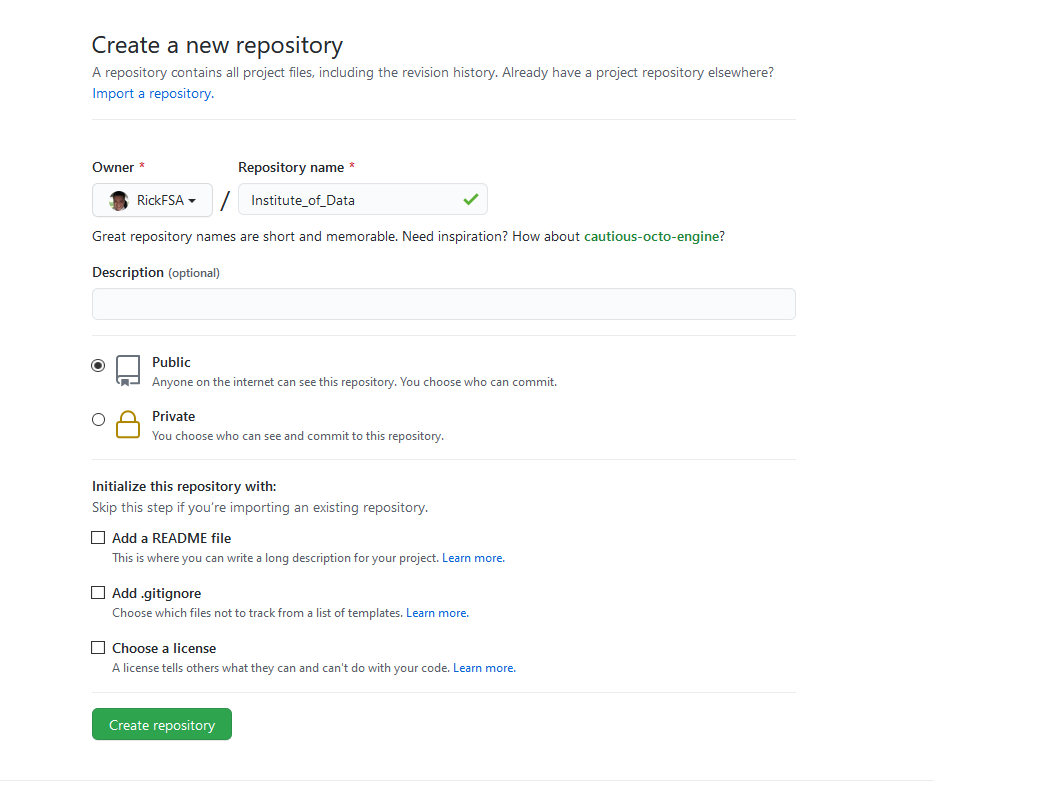 Create a new repository
A repository contains all project files, including the revision history. Already have a project repository elsewhere?
Import a repository.
Owner * Repository name *
RickFSA / Institute_of_Data
Great repository names are short and memorable. Need inspiration? How about cautious-octo-engine?
Description (optional)
Public
Anyone on the internet can see this repository. You choose who can commit.
Private
You choose who can see and commit to this repository.
Initialize this repository with:
Skip this step if you're importing an existing repository.
Add a README file
This is where you can write a long description for your project. Learn more.
Add .gitignore
Choose which files not to track from a list of templates. Learn more.
Choose a license
A license tells others what they can and can't do with your code. Learn more.
Create repository